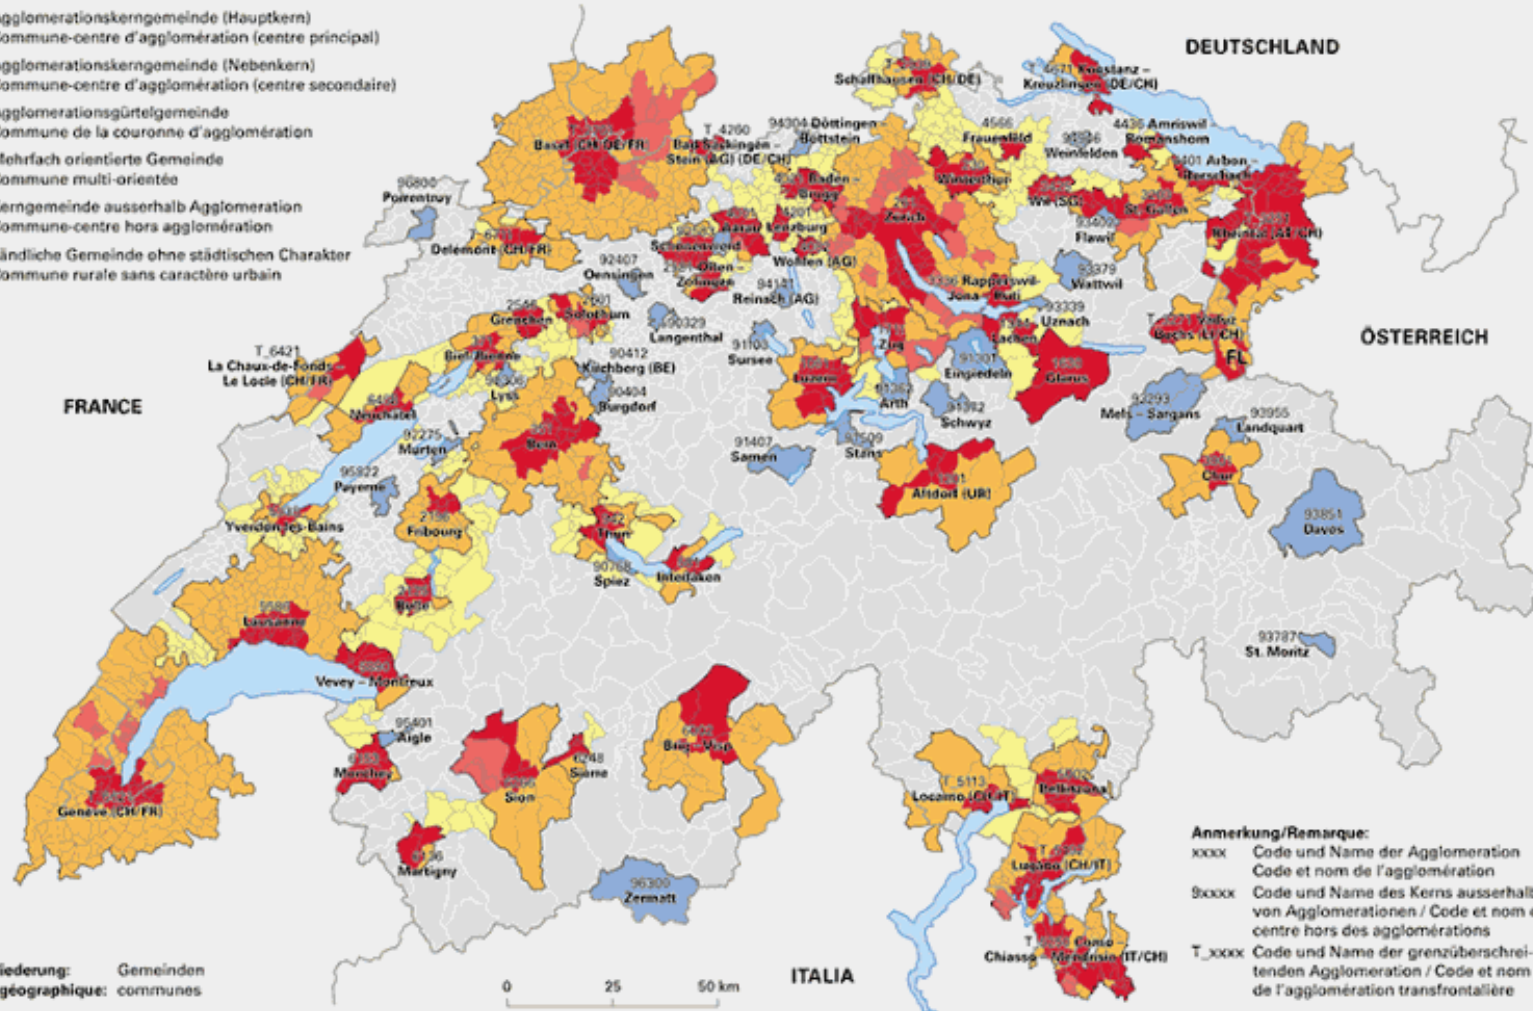 gglomerationskerngemeinde (Hauptkern)
ommune-centre d'agglomération (centre principal)
gglomerationskerngemeinde (Nebenkern)
ommune-centre d'agglomération (centre secondaire)
gglomerationsgürtelgemeinde
ommune de la couronne d'agglomération
ehrfach orientierte Gemeinde
ommune multi-orientée
erngemeinde ausserhalb Agglomeration
ommune-centre hors agglomération
ändliche Gemeinde ohne städtischen Charakter
ommune rurale sans caractère urbain
DEUTSCHLAND
Schaffhausen (CH/DE)
Konstanz –
Kreuzlingen (DE/CH)
T_4260
Bad Säckingen –
Stein (AG) (DE/CH)
94304 Döttingen
Böttstein
4566
Frauenfeld
Weinfelden
4436 Amriswil
Romanshorn
Arbon –
Rorschach
Basel (CH/DE/FR)
96800
Porrentruy
Delémont (CH/FR)
Baden –
Brugg
Winterthur
Wil (SG)
St. Gallen
Rheintal (AT/CH)
Zürich
Aarau
4201
Lenzburg
Schönenwerd
Wohlen (AG)
Flawil
Olten –
Zofingen
92407
Oensingen
94141
Reinach (AG)
Rapperswil-
Jona – Rüti
93379
Wattwil
93339
Uznach
Lachen
Buchs (LI/CH)
FL
ÖSTERREICH
Grenchen
Solothurn
90329
Langenthal
Zug
91301
Einsiedeln
Glarus
T_6421
La Chaux-de-Fonds –
Le Locle (CH/FR)
Biel/Bienne
Lyss
90412
Kirchberg (BE)
90404
Burgdorf
91103
Sursee
Luzern
Arth
Schwyz
93293
Mels – Sargans
93955
Landquart
FRANCE
Neuchâtel
92275
Murten
Bern
91407
Sarnen
91509
Stans
Altdorf (UR)
Chur
95822
Payerne
Fribourg
Yverdon-les-Bains
Thun
Spiez
Interlaken
93851
Davos
Bulle
Lausanne
Vevey – Montreux
93787
St. Moritz
95401
Aigle
Monthey
Sierre
Sion
Brig – Visp
Martigny
96300
Zermatt
Genève (CH/FR)
T_5113
Locarno (CH/IT)
Bellinzona
Lugano (CH/IT)
Como –
Chiasso – Mendrisio (IT/CH)
ITALIA
Anmerkung/Remarque:
xxxx Code und Name der Agglomeration
Code et nom de l'agglomération
9xxxx Code und Name des Kerns ausserhalb
von Agglomerationen / Code et nom
centre hors des agglomérations
T_xxxx Code und Name der grenzüberschrei-
tenden Agglomeration / Code et nom
de l'agglomération transfrontalière
iederung: Gemeinden
géographique: communes
0 25 50 km